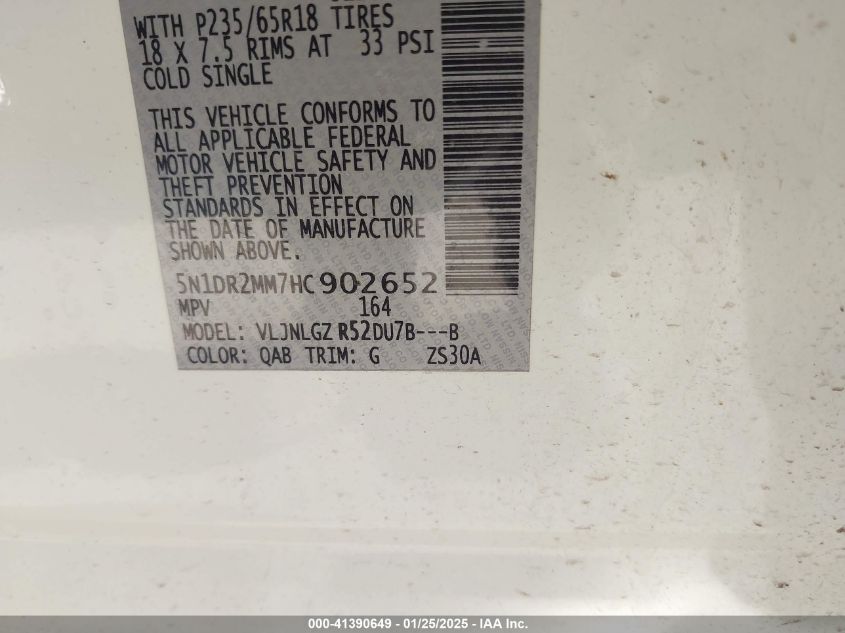 WITH P235/65R18 TIRES
18 X 7.5 RIMS AT 33 PSI
COLD SINGLE
THIS VEHICLE CONFORMS TO
ALL APPLICABLE FEDERAL
MOTOR VEHICLE SAFETY AND
THEFT PREVENTION
STANDARDS IN EFFECT ON
THE DATE OF MANUFACTURE
SHOWN ABOVE.
5N1DR2MM7HC902652
MPV 164
MODEL: VLJNLGZ R52DU7B---B
COLOR: QAB TRIM: G ZS30A
000-41390649 - 01/25/2025 - IAA Inc.